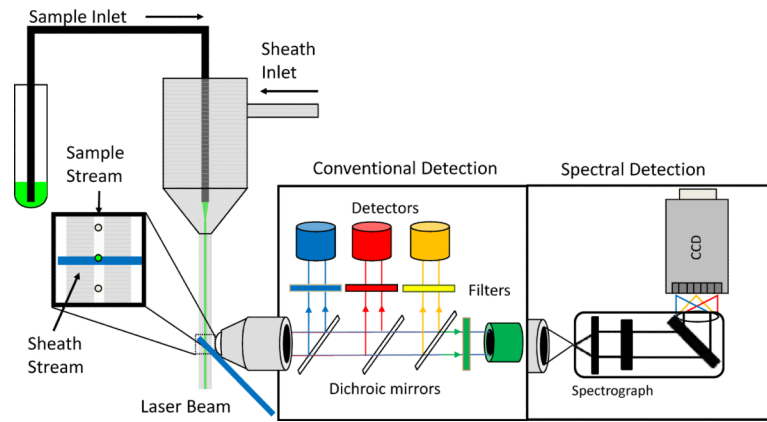 Sample Inlet
Sheath
Inlet
Sample
Stream
Conventional Detection
Spectral Detection
Detectors
CCD
Filters
Sheath
Stream
Dichroic mirrors
Spectrograph
Laser Beam